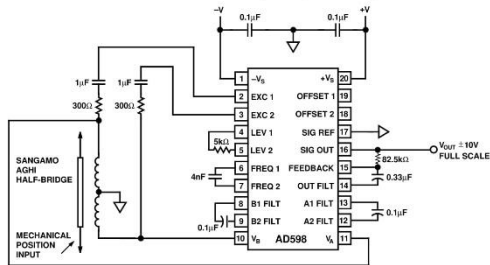 –V
+V
0.1µF
0.1µF
1µF
1µF
300Ω
300Ω
1
–VS
+VS
20
2
EXC 1
OFFSET 1
19
3
EXC 2
OFFSET 2
18
4
LEV 1
SIG REF
17
5kΩ
5
LEV 2
SIG OUT
16
VOUT ±10V
FULL SCALE
82.5kΩ
6
FREQ 1
FEEDBACK
15
4nF
0.33µF
7
FREQ 2
OUT FILT
14
8
B1 FILT
A1 FILT
13
0.1µF
0.1µF
9
B2 FILT
A2 FILT
12
10
VB
AD598
VA
11
SANGAMO
AGHI
HALF-BRIDGE
MECHANICAL
POSITION
INPUT